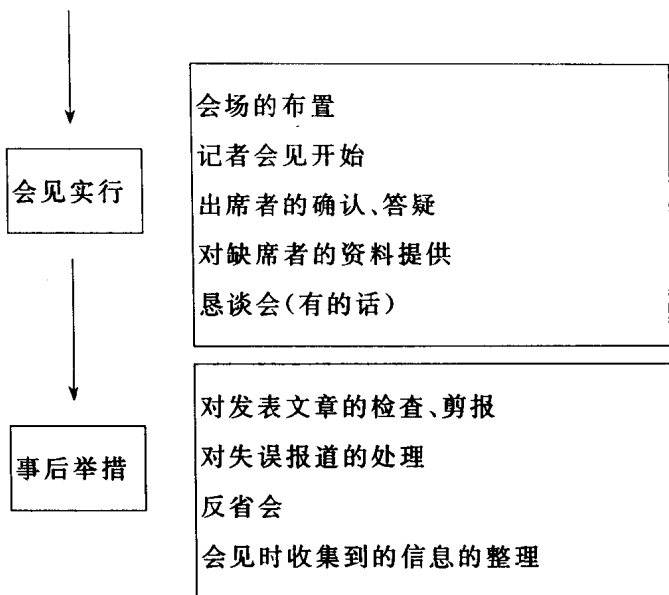 会见实行
会场的布置
记者会见开始
出席者的确认、答疑
对缺席者的资料提供
恳谈会(有的话)
事后举措
对发表文章的检查、剪报
对失误报道的处理
反省会
会见时收集到的信息的整理